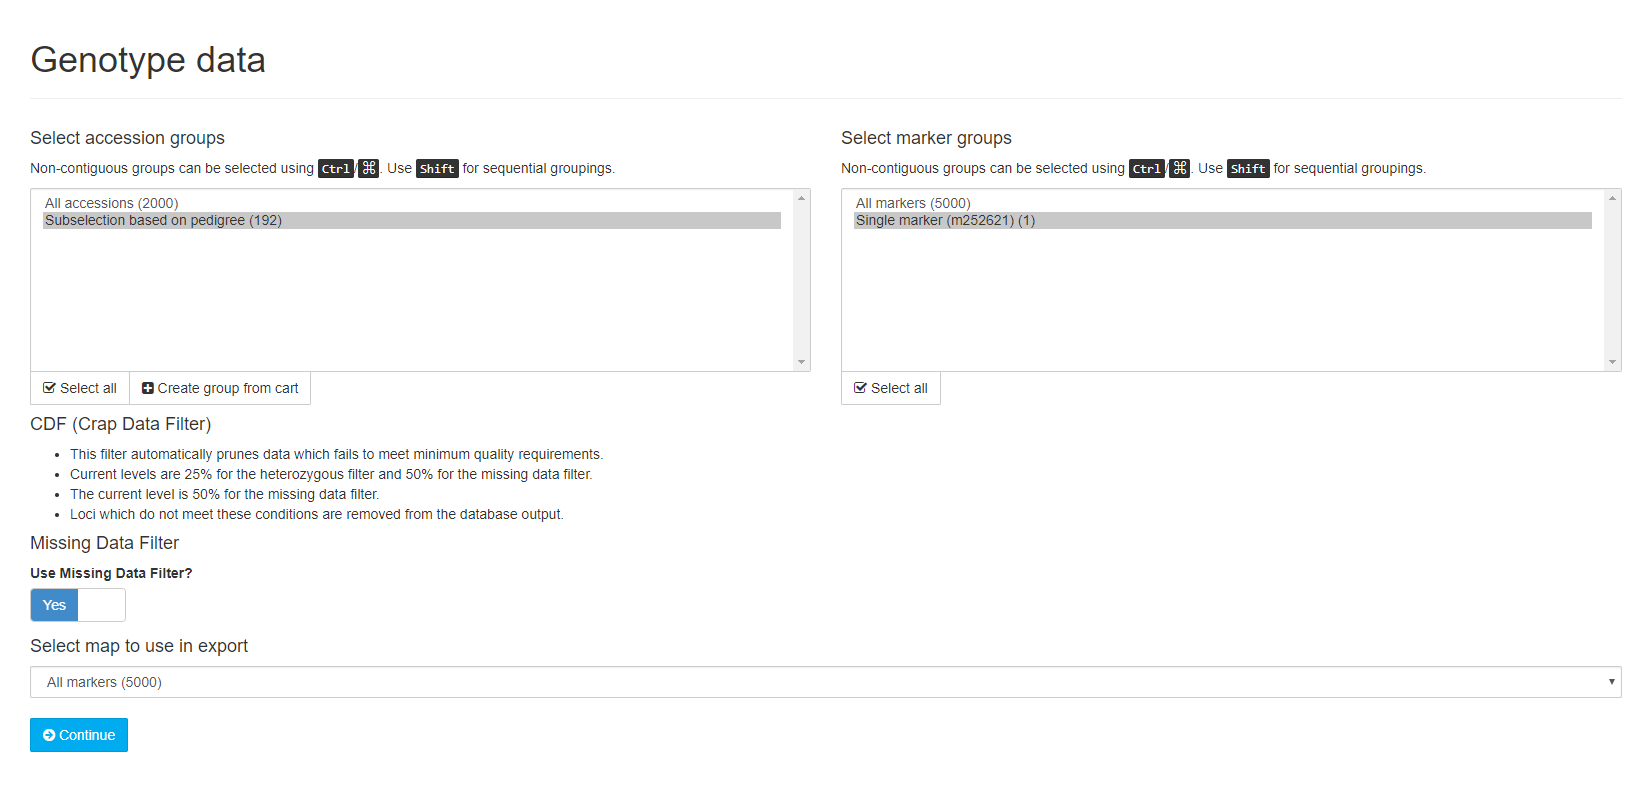 Genotype data
Select accession groups
Non-contiguous groups can be selected using Ctrl/⌘. Use Shift for sequential groupings.
All accessions (2000)
Subselection based on pedigree (192)
Select all
Create group from cart
Select marker groups
Non-contiguous groups can be selected using Ctrl/⌘. Use Shift for sequential groupings.
All markers (5000)
Single marker (m252621) (1)
Select all
CDF (Crap Data Filter)
• This filter automatically prunes data which fails to meet minimum quality requirements.
• Current levels are 25% for the heterozygous filter and 50% for the missing data filter.
• The current level is 50% for the missing data filter.
• Loci which do not meet these conditions are removed from the database output.
Missing Data Filter
Use Missing Data Filter?
Yes
Select map to use in export
All markers (5000)
Continue